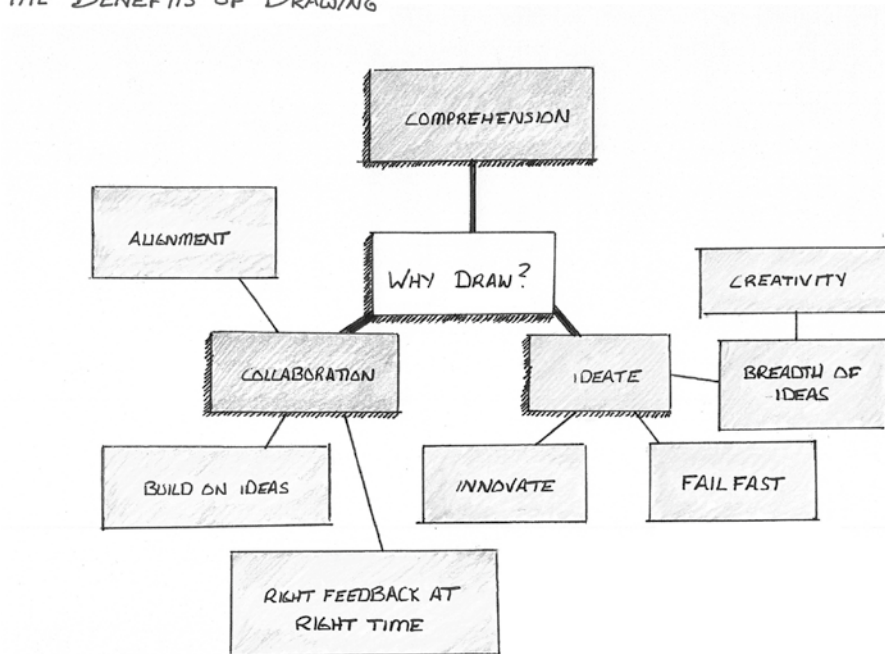 THE BENEFITS OF DRAWING
COMPREHENSION
ALIGNMENT
WHY DRAW?
CREATIVITY
COLLABORATION
IDEATE
BREADTH OF
IDEAS
BUILD ON IDEAS
INNOVATE
FAIL FAST
RIGHT FEEDBACK AT
RIGHT TIME